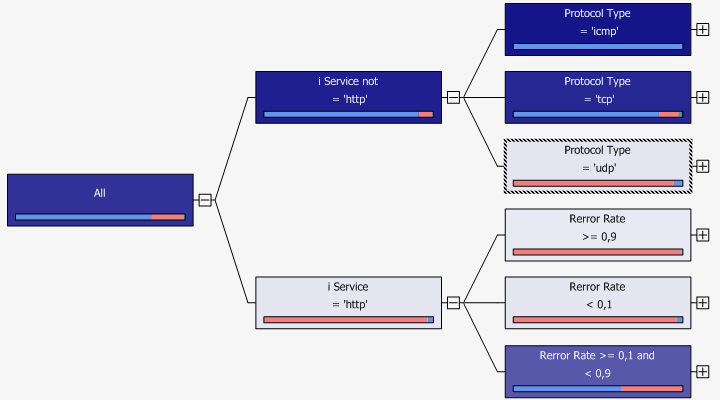 All
i Service not
= 'http'
Protocol Type
= 'icmp'
Protocol Type
= 'tcp'
Protocol Type
= 'udp'
i Service
= 'http'
Rerror Rate
>= 0,9
Rerror Rate
< 0,1
Rerror Rate >= 0,1 and
< 0,9